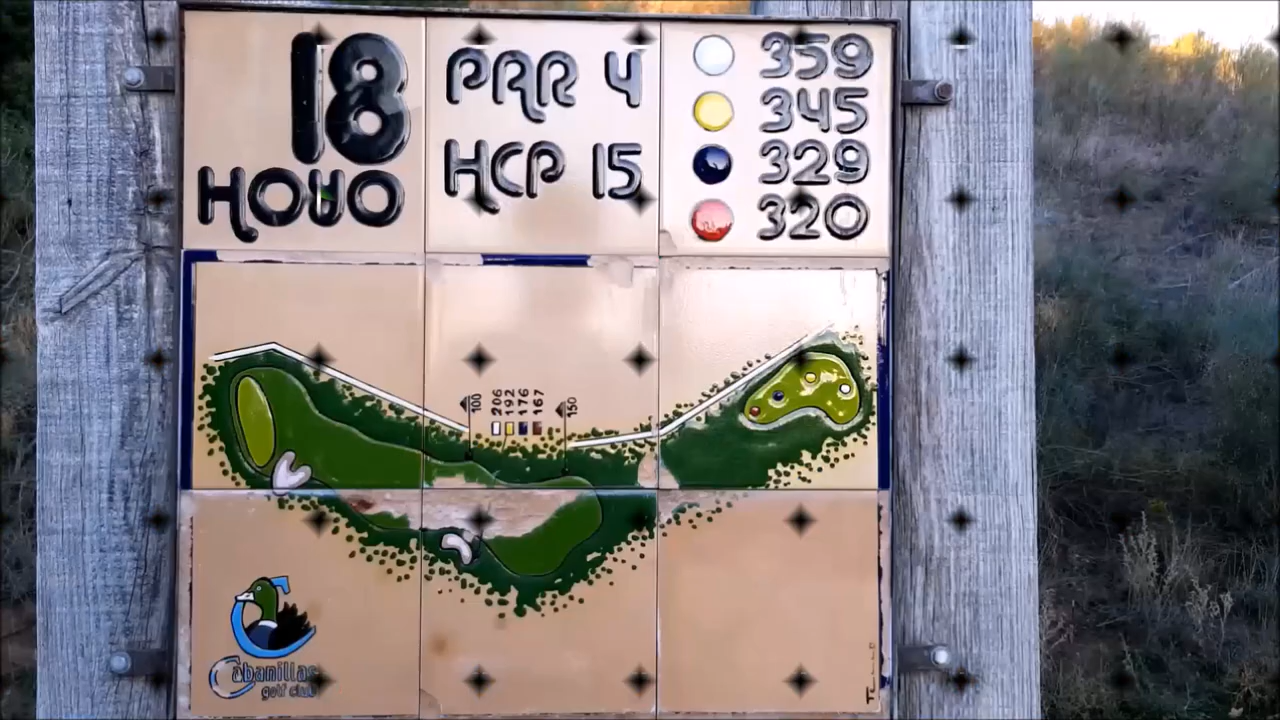 18
HOYO
PAR 4
HCP 15
359
345
329
320
100
206
192
176
167
150
Cabanillas
golf club